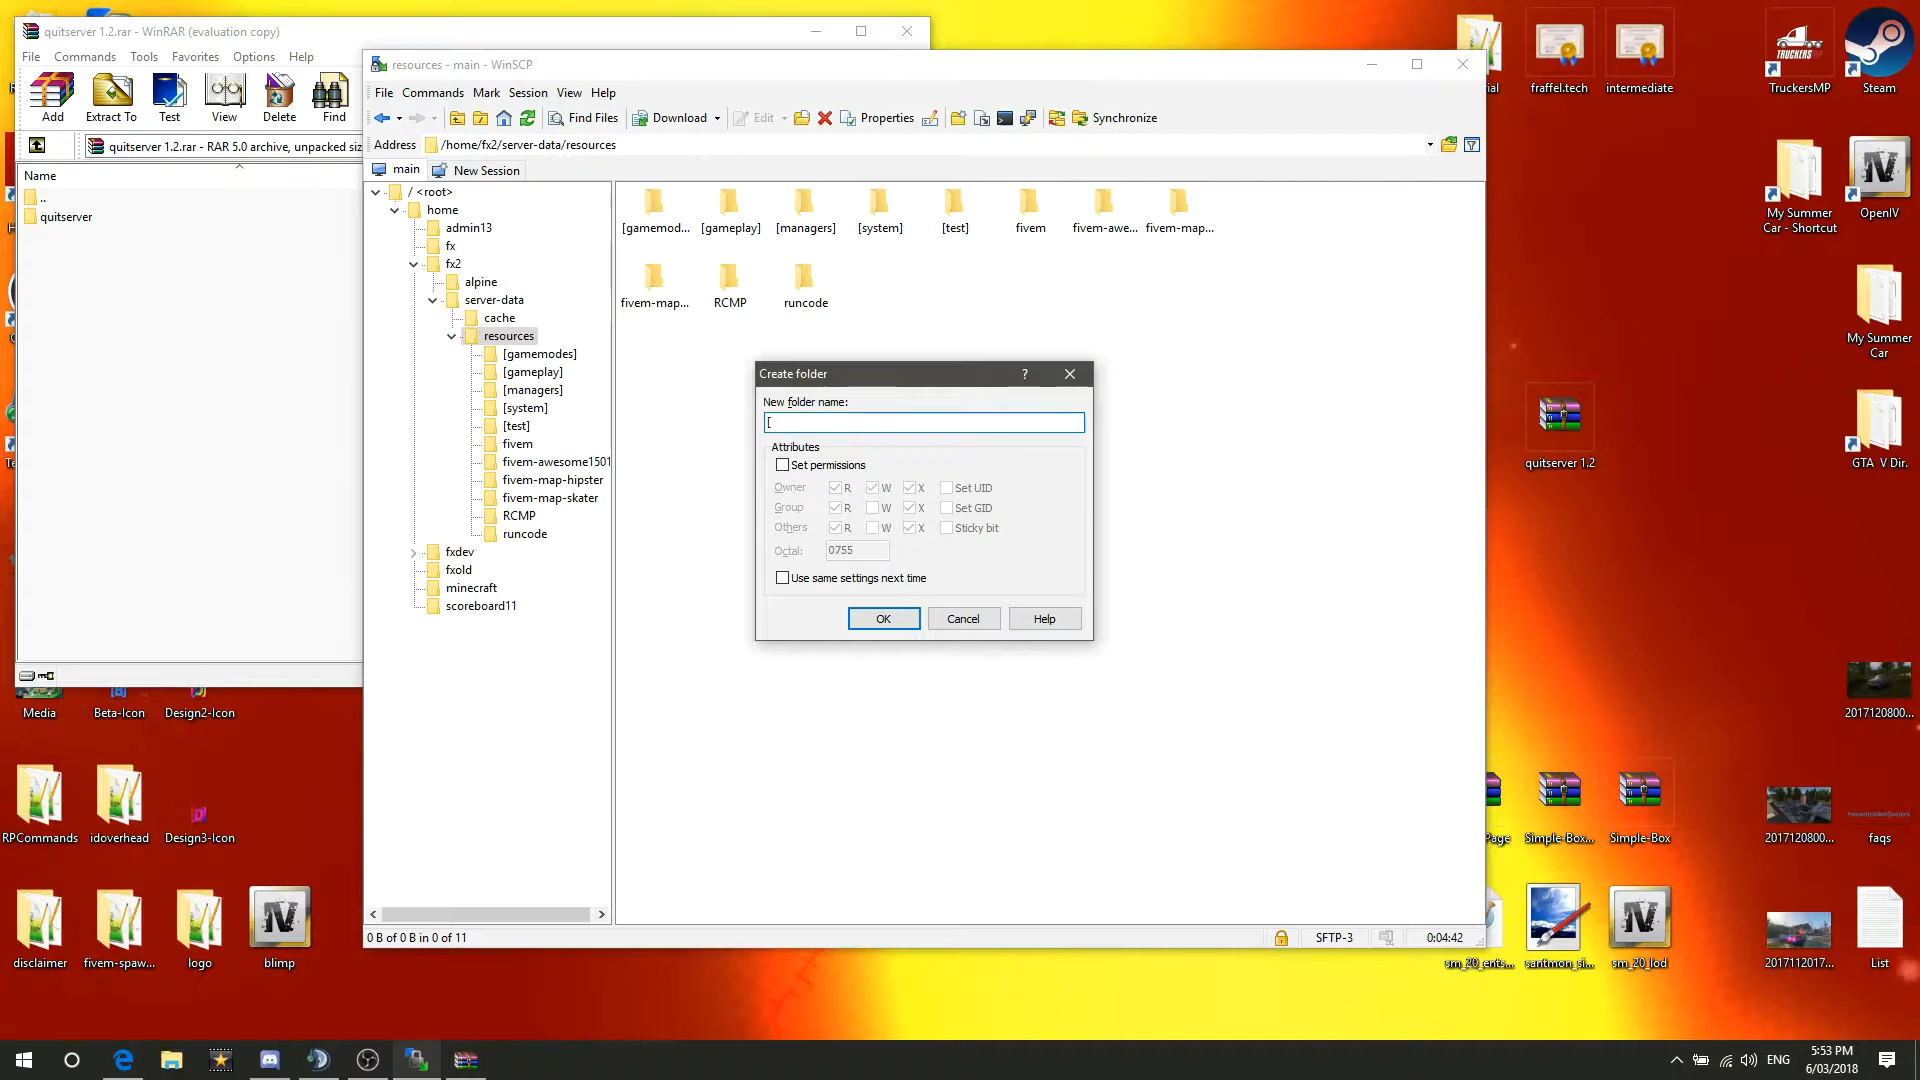 quitserver 1.2.rar - WinRAR (evaluation copy)
File Commands Tools Favorites Options Help
Add Extract To Test View Delete Find
quitserver 1.2.rar - RAR 5.0 archive, unpacked siz
Name
..
quitserver
resources - main - WinSCP
File Commands Mark Session View Help
Find Files Download Edit Properties Synchronize
Address /home/fx2/server-data/resources
main New Session
/ <root>
home
admin13
fx
fx2
alpine
server-data
cache
resources
[gamemodes]
[gameplay]
[managers]
[system]
[test]
fivem
fivem-awesome1501
fivem-map-hipster
fivem-map-skater
RCMP
runcode
fxdev
fxold
minecraft
scoreboard11
[gamemod... [gameplay] [managers] [system] [test] fivem fivem-awe... fivem-map...
fivem-map... RCMP runcode
Create folder ?
New folder name:
[
Attributes
Set permissions
Owner R W X Set UID
Group R W X Set GID
Others R W X Sticky bit
Octal: 0755
Use same settings next time
OK Cancel Help
0 B of 0 B in 0 of 11 SFTP-3 0:04:42
fraffel.tech intermediate TruckersMP Steam
TRUCKERS
My Summer Car - Shortcut
OpenIV
My Summer Car
quitserver 1.2
GTA V Dir.
2017120800...
Media Beta-Icon Design2-Icon
RPCommands idoverhead Design3-Icon
Page Simple-Box... Simple-Box 2017120800... faqs
disclaimer fivem-spaw... logo blimp
sm_20_ents... santmon_si... sm_20_lod 2017112017... List
ENG
5:53 PM
6/03/2018